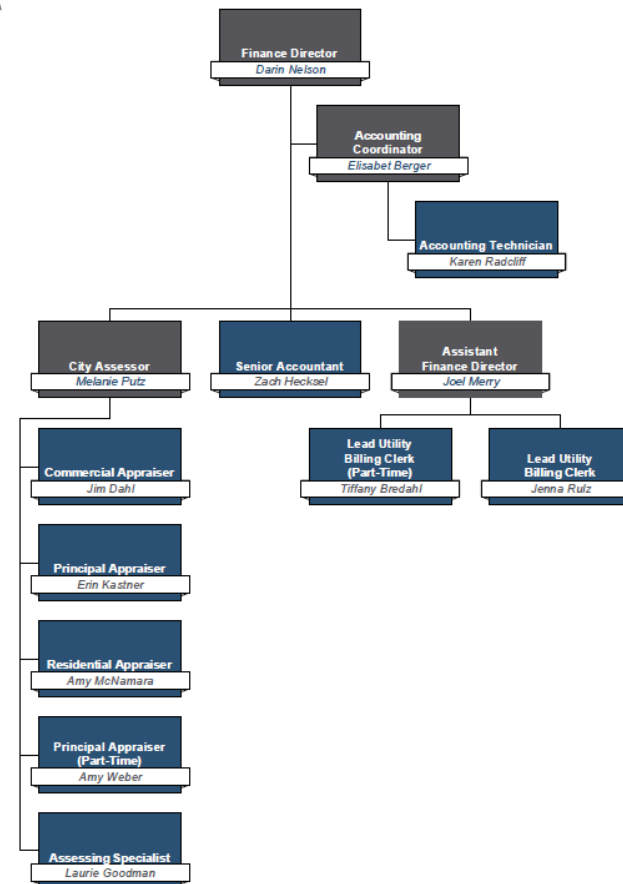 Finance Director
Darin Nelson
Accounting
Coordinator
Elisabet Berger
Accounting Technician
Karen Radcliff
City Assessor
Melanie Putz
Senior Accountant
Zach Hecksel
Assistant
Finance Director
Joel Merry
Lead Utility
Billing Clerk
(Part-Time)
Tiffany Bredahl
Lead Utility
Billing Clerk
Jenna Rulz
Commercial Appraiser
Jim Dahl
Principal Appraiser
Erin Kastner
Residential Appraiser
Amy McNamara
Principal Appraiser
(Part-Time)
Amy Weber
Assessing Specialist
Laurie Goodman